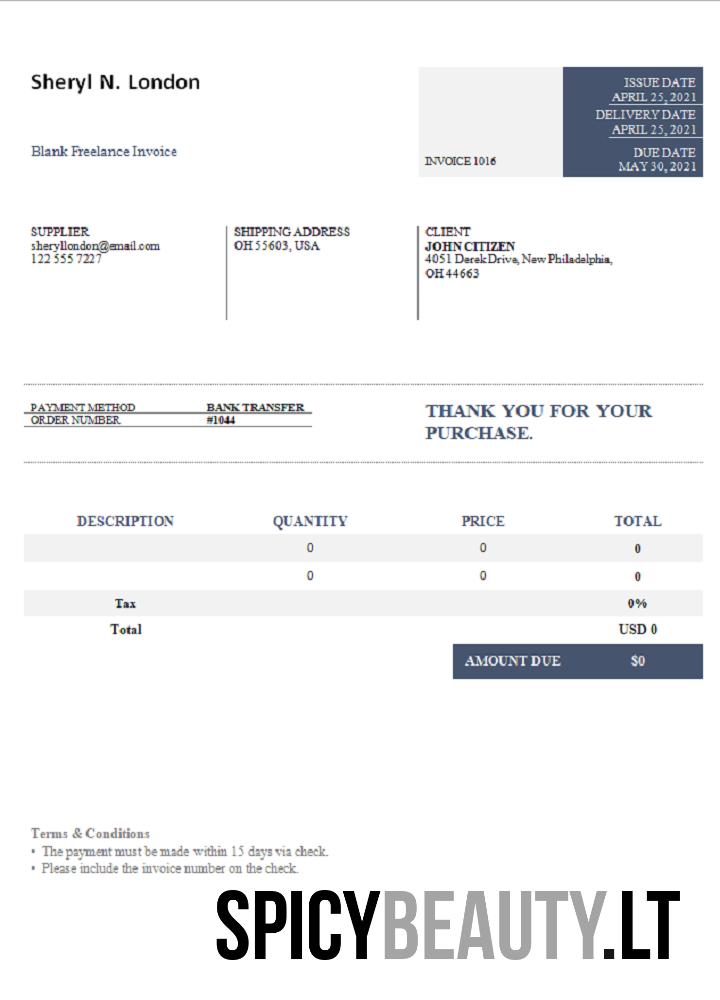 Sheryl N. London
Blank Freelance Invoice
INVOICE 1016
ISSUE DATE
APRIL 25, 2021
DELIVERY DATE
APRIL 25, 2021
DUE DATE
MAY 30, 2021
SUPPLIER
sheryllondon@email.com
122 555 7227
SHIPPING ADDRESS
OH 55603, USA
CLIENT
JOHN CITIZEN
4051 Derek Drive, New Philadelphia,
OH 44663
PAYMENT METHOD BANK TRANSFER
ORDER NUMBER #1044
THANK YOU FOR YOUR
PURCHASE.
DESCRIPTION QUANTITY PRICE TOTAL
0 0 0
0 0 0
Tax 0%
Total USD 0
AMOUNT DUE $0
Terms & Conditions
• The payment must be made within 15 days via check.
• Please include the invoice number on the check.
SPICYBEAUTY.LT